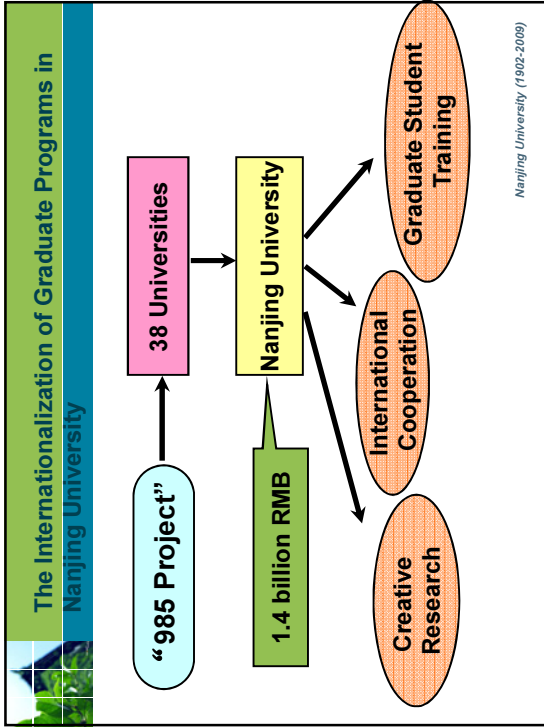 The Internationalization of Graduate Programs in
Nanjing University
“985 Project”
38 Universities
1.4 billion RMB
Nanjing University
Creative
Research
International
Cooperation
Graduate Student
Training
Nanjing University (1902-2009)